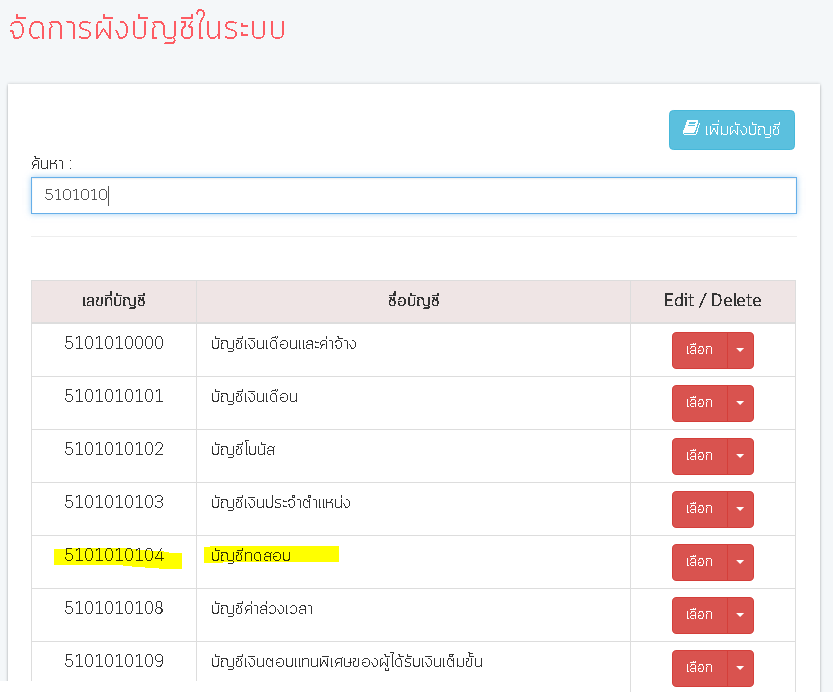 จัดการผังบัญชีในระบบ
เพิ่มผังบัญชี
ค้นหา :
5101010
เลขที่บัญชี ชื่อบัญชี Edit / Delete
5101010000 บัญชีเงินเดือนและค่าจ้าง เลือก
5101010101 บัญชีเงินเดือน เลือก
5101010102 บัญชีโบนัส เลือก
5101010103 บัญชีเงินประจำตำแหน่ง เลือก
5101010104 บัญชีทดสอบ เลือก
5101010108 บัญชีค่าล่วงเวลา เลือก
5101010109 บัญชีเงินตอบแทนพิเศษของผู้ได้รับเงินเต็มขั้น เลือก